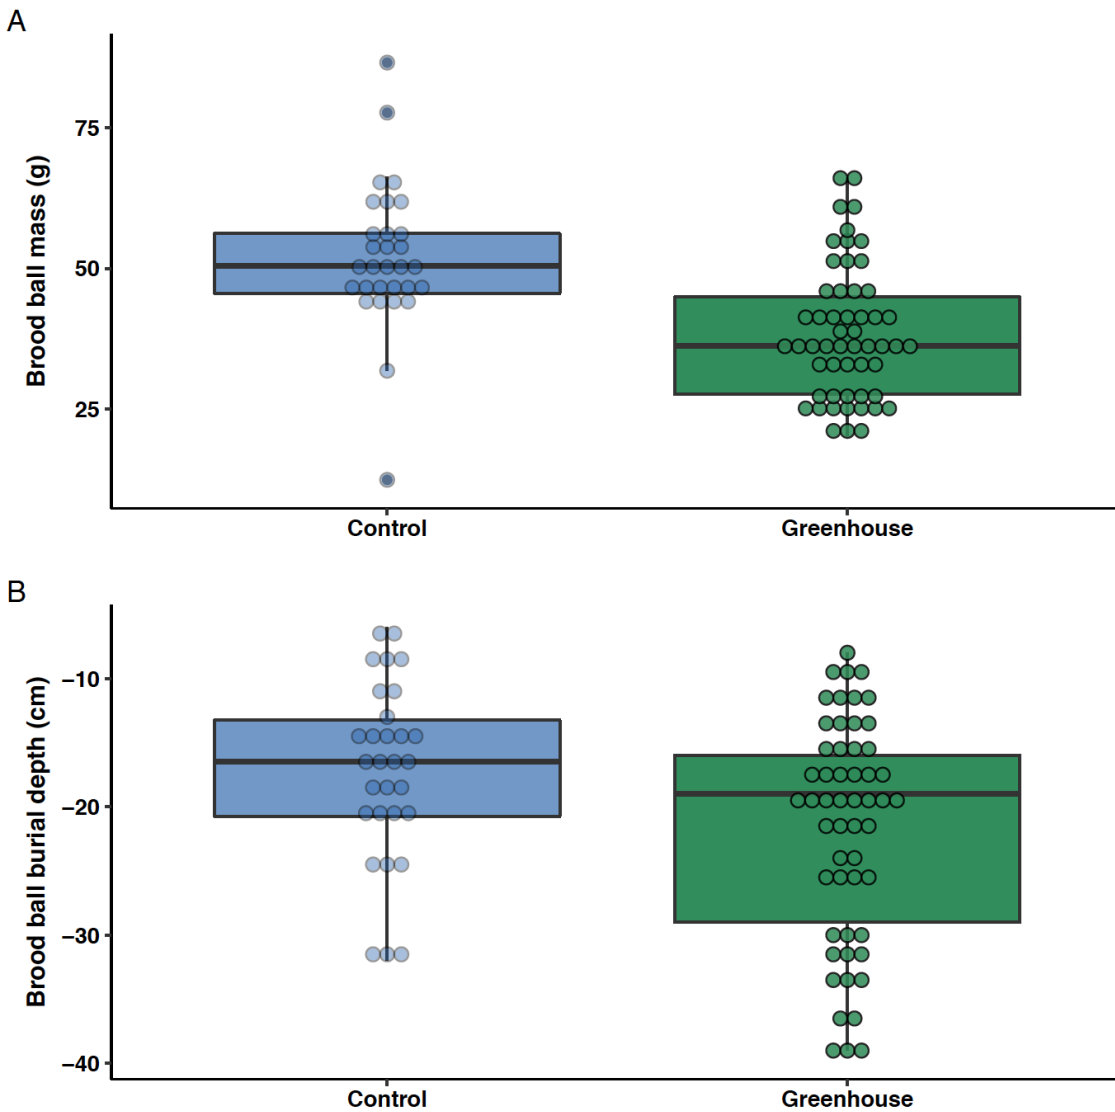 A
Brood ball mass (g)
75
50
25
Control Greenhouse
B
Brood ball burial depth (cm)
−10
−20
−30
−40
Control Greenhouse